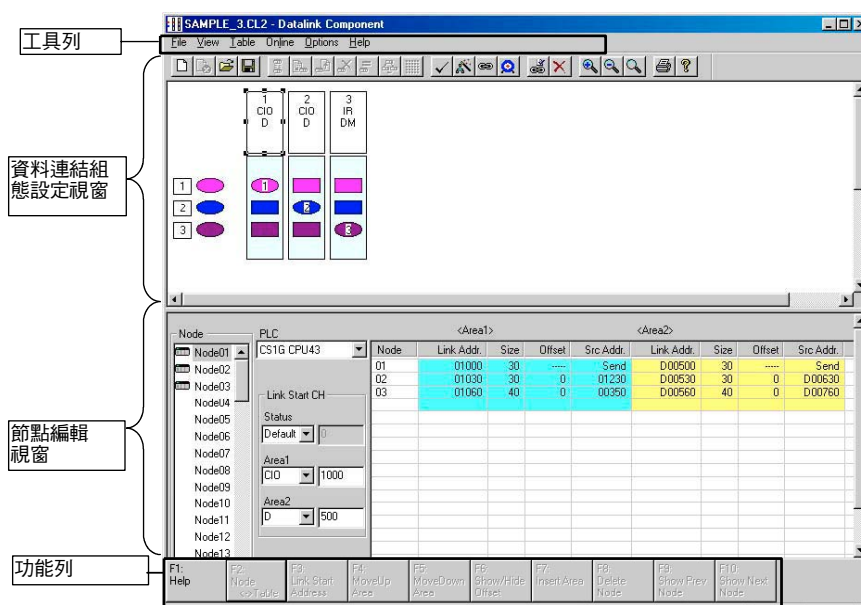 SAMPLE_3.CL2 - Datalink Component
工具列
File View Table Online Options Help
1 CIO D
2 CIO D
3 IR DM
資料連結組
態設定視窗
1 1
2 2
3 3
<Area1> <Area2>
Node PLC
Node01 CS1G CPU43 Node Link Addr. Size Offset Src Addr. Link Addr. Size Offset Src Addr.
01 01000 30 ----- Send D00500 30 ----- Send
Node02 02 01030 30 0 01230 D00530 30 0 D00630
Node03 03 01060 40 0 00350 D00560 40 0 D00760
Link Start CH
Node04
Node05 Status
Node06 Default 0
節點編輯
視窗
Node07
Node08 Area1
Node09 CIO 1000
Node10 Area2
Node11 D 500
Node12
Node13
功能列
F1: Help
F2: Node <->Table
F3: Link Start Address
F4: MoveUp Area
F5: MoveDown Area
F6: Show/Hide Offset
F7: Insert Area
F8: Delete Node
F9: Show Prev Node
F10: Show Next Node